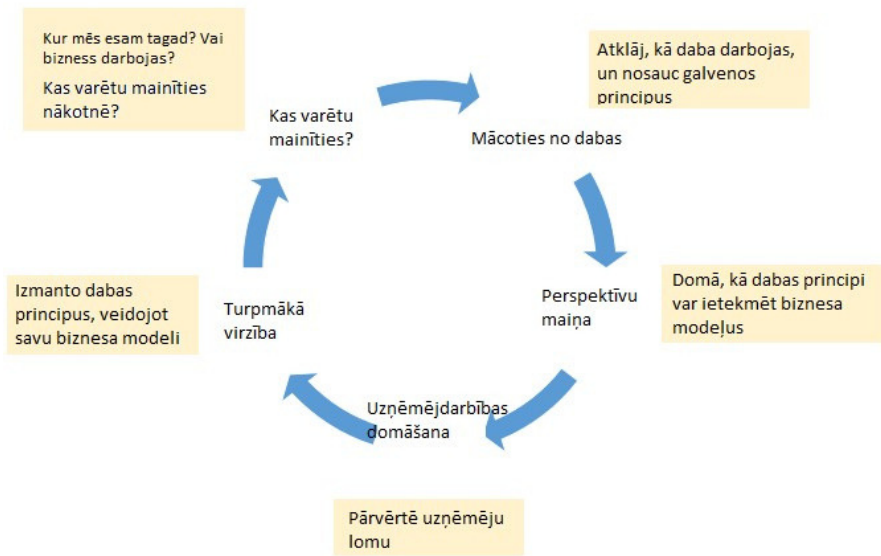 Kur mēs esam tagad? Vai
bizness darbojas?
Kas varētu mainīties
nākotnē?
Kas varētu
mainīties?
Atklāj, kā daba darbojas,
un nosauc galvenos
principus
Mācoties no dabas
Perspektīvu
maiņa
Domā, kā dabas principi
var ietekmēt biznesa
modeļus
Uzņēmējdarbības
domāšana
Pārvērtē uzņēmēju
lomu
Turpmākā
virzība
Izmanto dabas
principus, veidojot
savu biznesa modeli